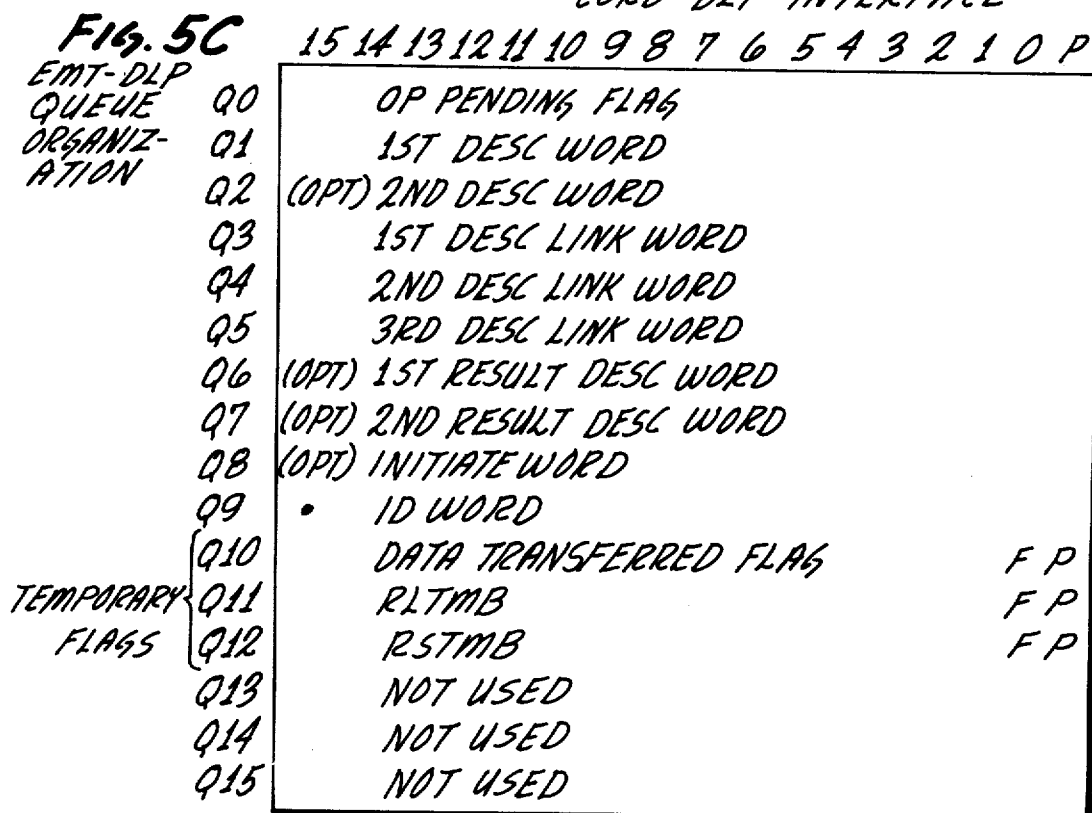 FIG. 5C 15 14 13 12 11 10 9 8 7 6 5 4 3 2 1 0 P
EMT-DLP
QUEUE
ORGANIZ-
ATION
Q0 OP PENDING FLAG
Q1 1ST DESC WORD
Q2 (OPT) 2ND DESC WORD
Q3 1ST DESC LINK WORD
Q4 2ND DESC LINK WORD
Q5 3RD DESC LINK WORD
Q6 (OPT) 1ST RESULT DESC WORD
Q7 (OPT) 2ND RESULT DESC WORD
Q8 (OPT) INITIATE WORD
Q9 • ID WORD
TEMPORARY
FLAGS
Q10 DATA TRANSFERRED FLAG F P
Q11 RLTMB F P
Q12 RSTMB F P
Q13 NOT USED
Q14 NOT USED
Q15 NOT USED